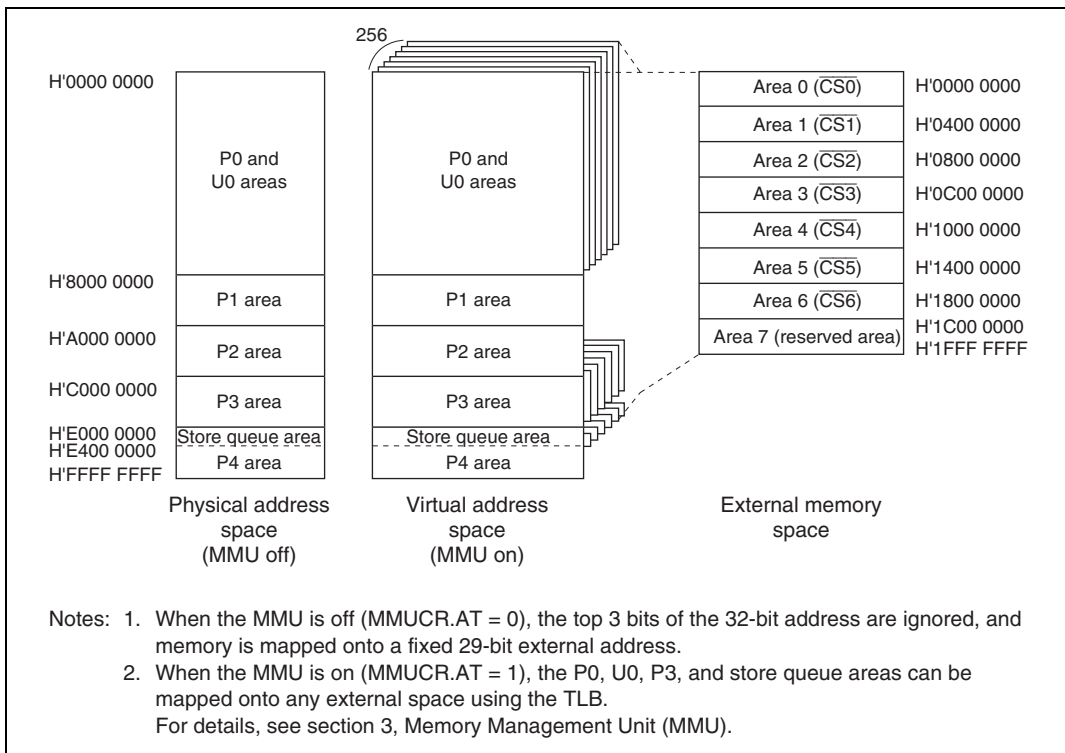 256
H'0000 0000
P0 and
U0 areas
H'8000 0000
P1 area
H'A000 0000
P2 area
H'C000 0000
P3 area
H'E000 0000
Store queue area
H'E400 0000
P4 area
H'FFFF FFFF
Physical address
space
(MMU off)
P0 and
U0 areas
P1 area
P2 area
P3 area
Store queue area
P4 area
Virtual address
space
(MMU on)
Area 0 (C̅S̅0̅) H'0000 0000
Area 1 (C̅S̅1̅) H'0400 0000
Area 2 (C̅S̅2̅) H'0800 0000
Area 3 (C̅S̅3̅) H'0C00 0000
Area 4 (C̅S̅4̅) H'1000 0000
Area 5 (C̅S̅5̅) H'1400 0000
Area 6 (C̅S̅6̅) H'1800 0000
H'1C00 0000
Area 7 (reserved area)
H'1FFF FFFF
External memory
space
Notes: 1. When the MMU is off (MMUCR.AT = 0), the top 3 bits of the 32-bit address are ignored, and
memory is mapped onto a fixed 29-bit external address.
2. When the MMU is on (MMUCR.AT = 1), the P0, U0, P3, and store queue areas can be
mapped onto any external space using the TLB.
For details, see section 3, Memory Management Unit (MMU).